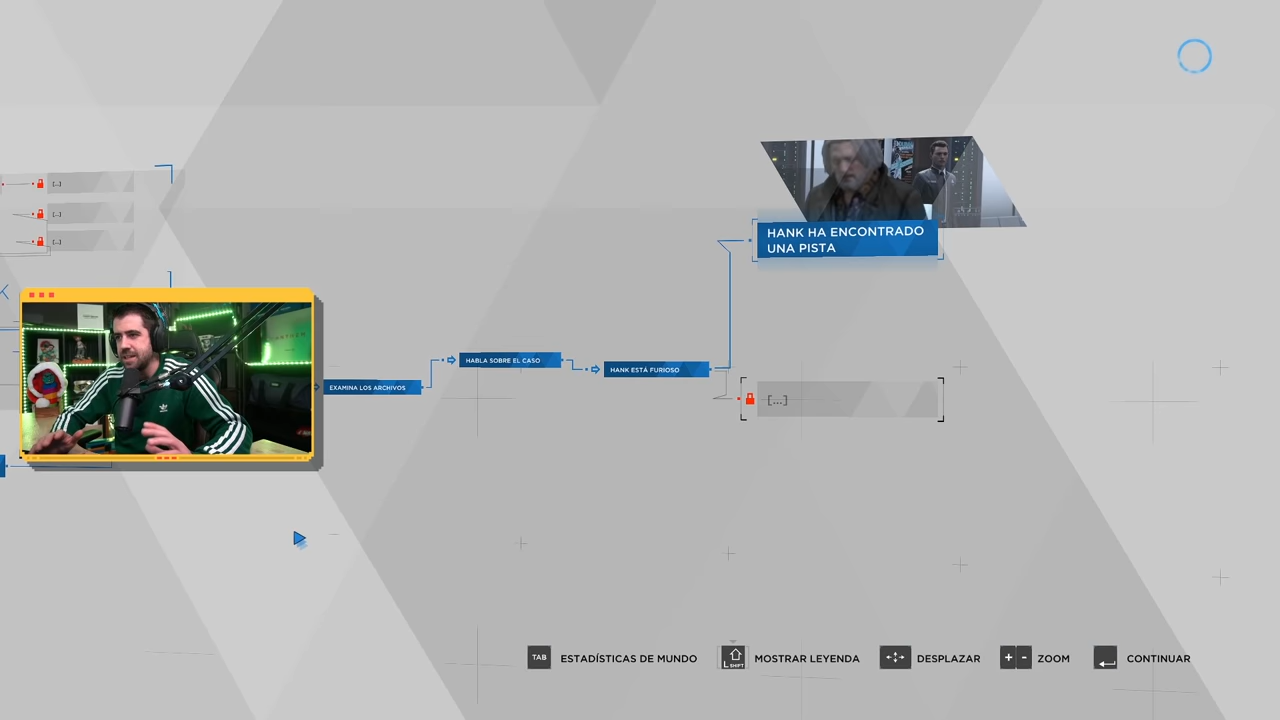 [...]
[...]
[...]
HANK HA ENCONTRADO
UNA PISTA
EXAMINA LOS ARCHIVOS
HABLA SOBRE EL CASO
HANK ESTÁ FURIOSO
[...]
TAB
ESTADÍSTICAS DE MUNDO
L SHIFT
MOSTRAR LEYENDA
DESPLAZAR
+ -
ZOOM
CONTINUAR